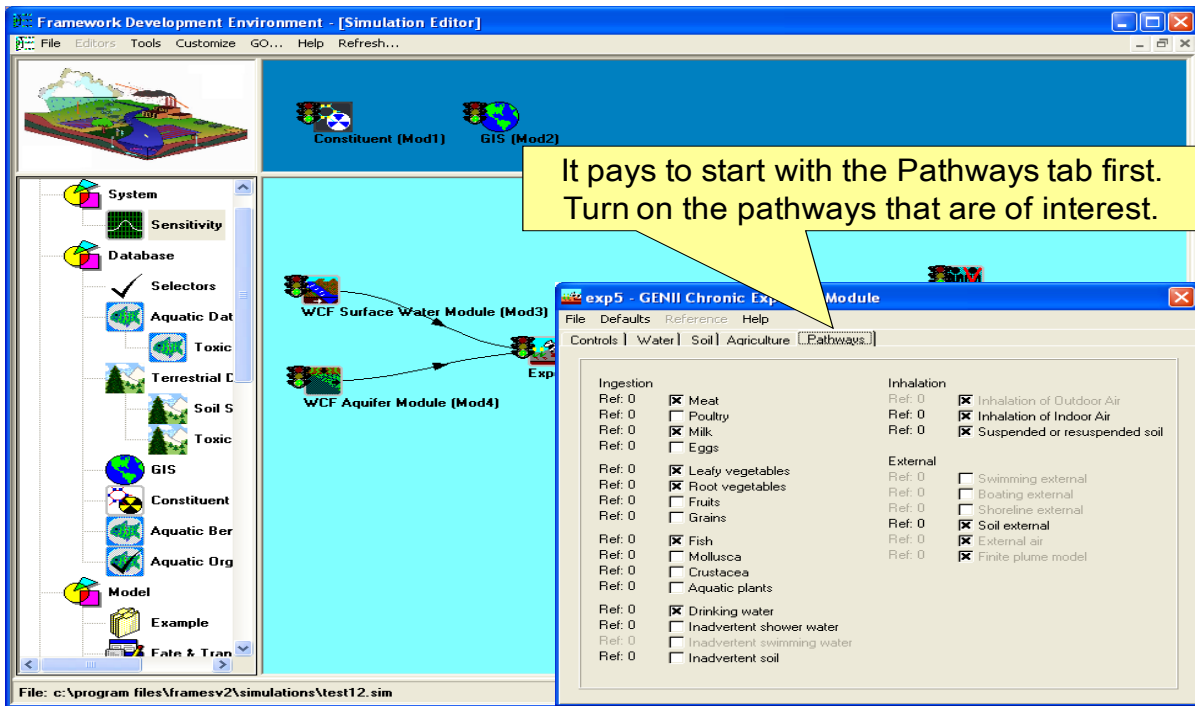 Framework Development Environment - [Simulation Editor]
File Editors Tools Customize GO... Help Refresh...
Constituent (Mod1) GIS (Mod2)
It pays to start with the Pathways tab first.
Turn on the pathways that are of interest.
System
Sensitivity
Database
Selectors
Aquatic Dat
Toxic
Terrestrial D
Soil S
Toxic
GIS
Constituent
Aquatic Ber
Aquatic Org
Model
Example
Fate & Tran
WCF Surface Water Module (Mod3)
WCF Aquifer Module (Mod4)
Exp
exp5 - GENII Chronic Exp Module
File Defaults Reference Help
Controls Water Soil Agriculture Pathways
Ingestion
Ref: 0 Meat
Ref: 0 Poultry
Ref: 0 Milk
Ref: 0 Eggs
Ref: 0 Leafy vegetables
Ref: 0 Root vegetables
Ref: 0 Fruits
Ref: 0 Grains
Ref: 0 Fish
Ref: 0 Mollusca
Ref: 0 Crustacea
Ref: 0 Aquatic plants
Ref: 0 Drinking water
Ref: 0 Inadvertent shower water
Ref: 0 Inadvertent swimming water
Ref: 0 Inadvertent soil
Inhalation
Ref: 0 Inhalation of Outdoor Air
Ref: 0 Inhalation of Indoor Air
Ref: 0 Suspended or resuspended soil
External
Ref: 0 Swimming external
Ref: 0 Boating external
Ref: 0 Shoreline external
Ref: 0 Soil external
Ref: 0 External air
Ref: 0 Finite plume model
File: c:\program files\framesv2\simulations\test12.sim